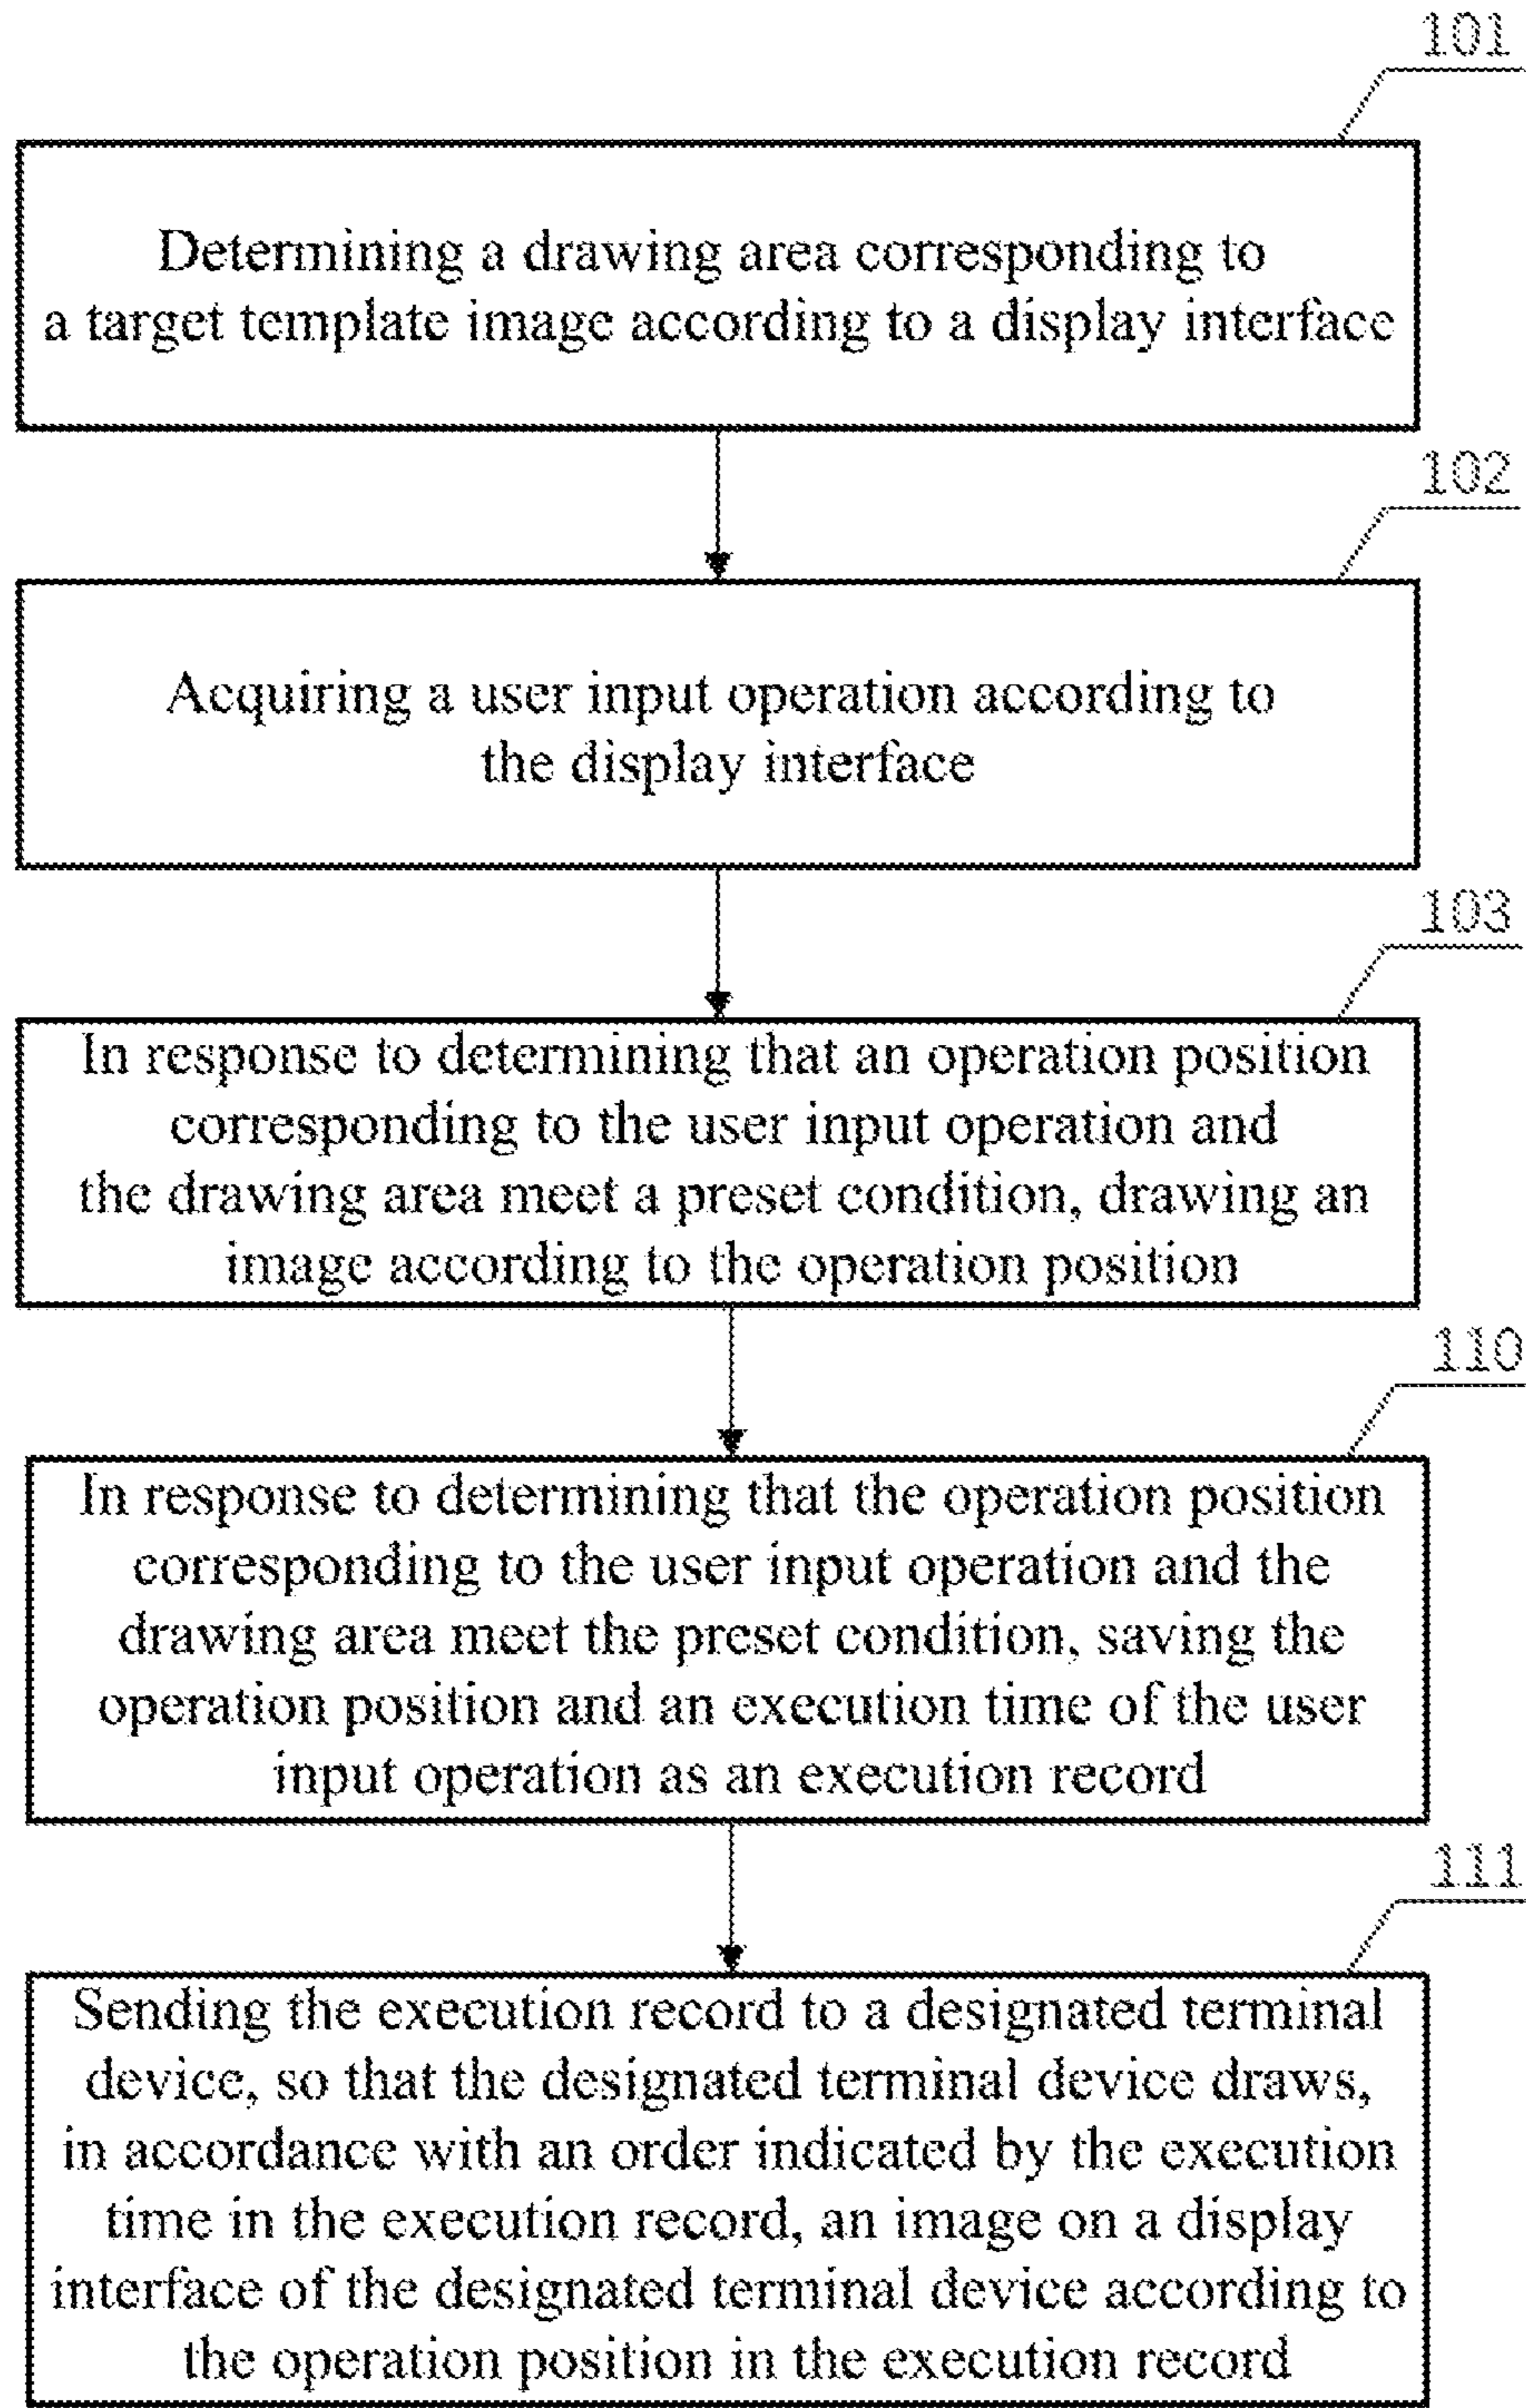 101
Determining a drawing area corresponding to
a target template image according to a display interface
102
Acquiring a user input operation according to
the display interface
103
In response to determining that an operation position
corresponding to the user input operation and
the drawing area meet a preset condition, drawing an
image according to the operation position
110
In response to determining that the operation position
corresponding to the user input operation and the
drawing area meet the preset condition, saving the
operation position and an execution time of the user
input operation as an execution record
111
Sending the execution record to a designated terminal
device, so that the designated terminal device draws,
in accordance with an order indicated by the execution
time in the execution record, an image on a display
interface of the designated terminal device according to
the operation position in the execution record